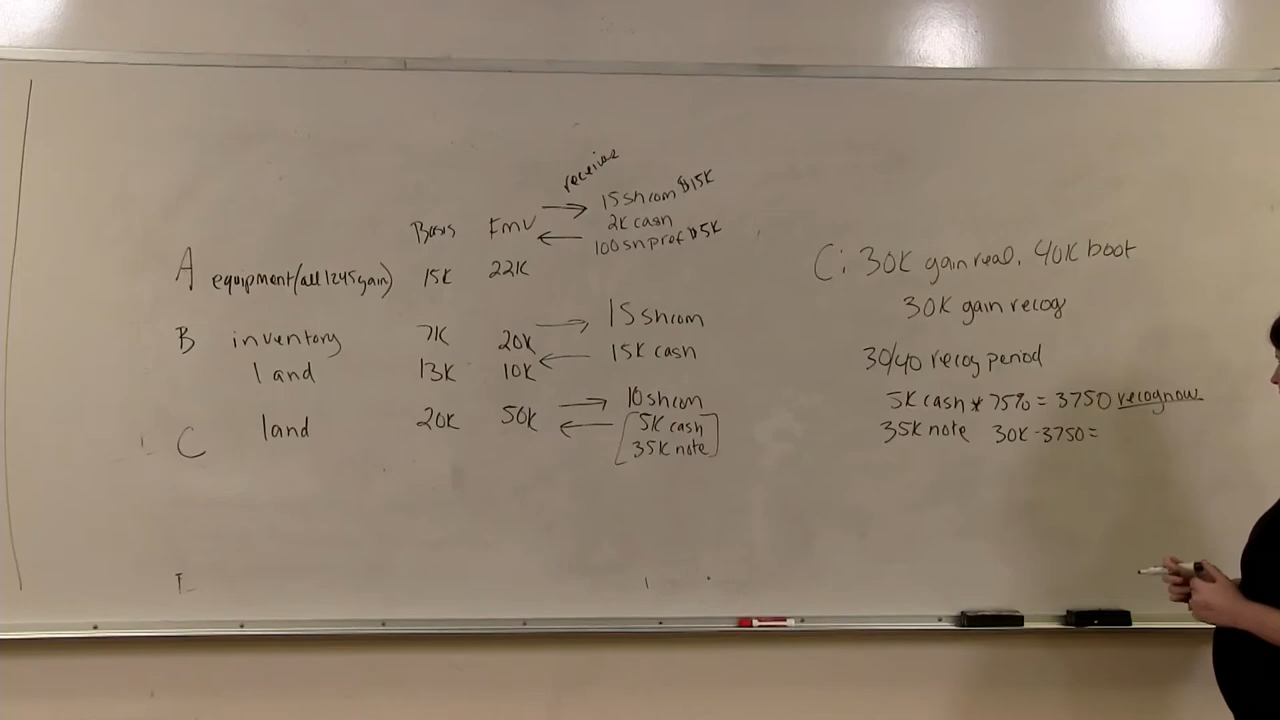 receives
15 sh com $15K
2K cash
100 sh pref $5K
Basis FMV
A equipment (all 1245 gain) 15K 22K
B inventory 7K 20K
land 13K 10K
15 sh com
15K cash
C land 20K 50K
10 sh com
5K cash
35K note
C: 30K gain real. 40K boot
30K gain recog
30/40 recog period
5K cash * 75% = 3750 recog now
35K note 30K - 3750 =